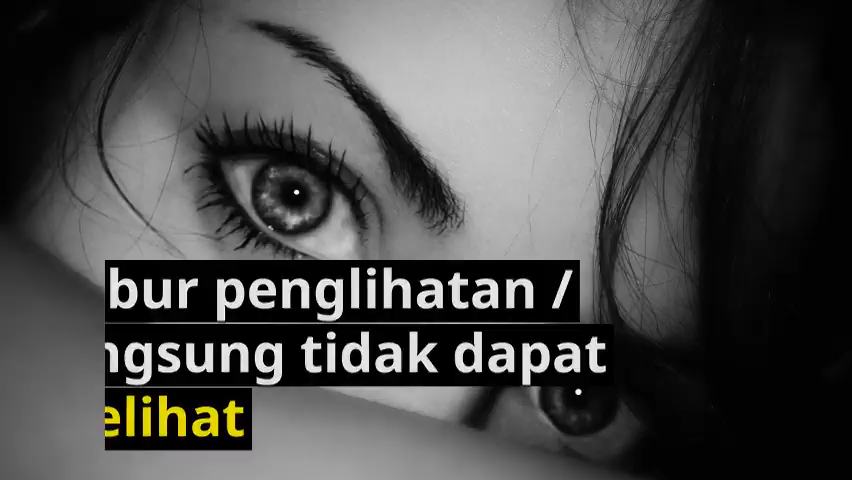 bur penglihatan /
ngsung tidak dapat
elihat